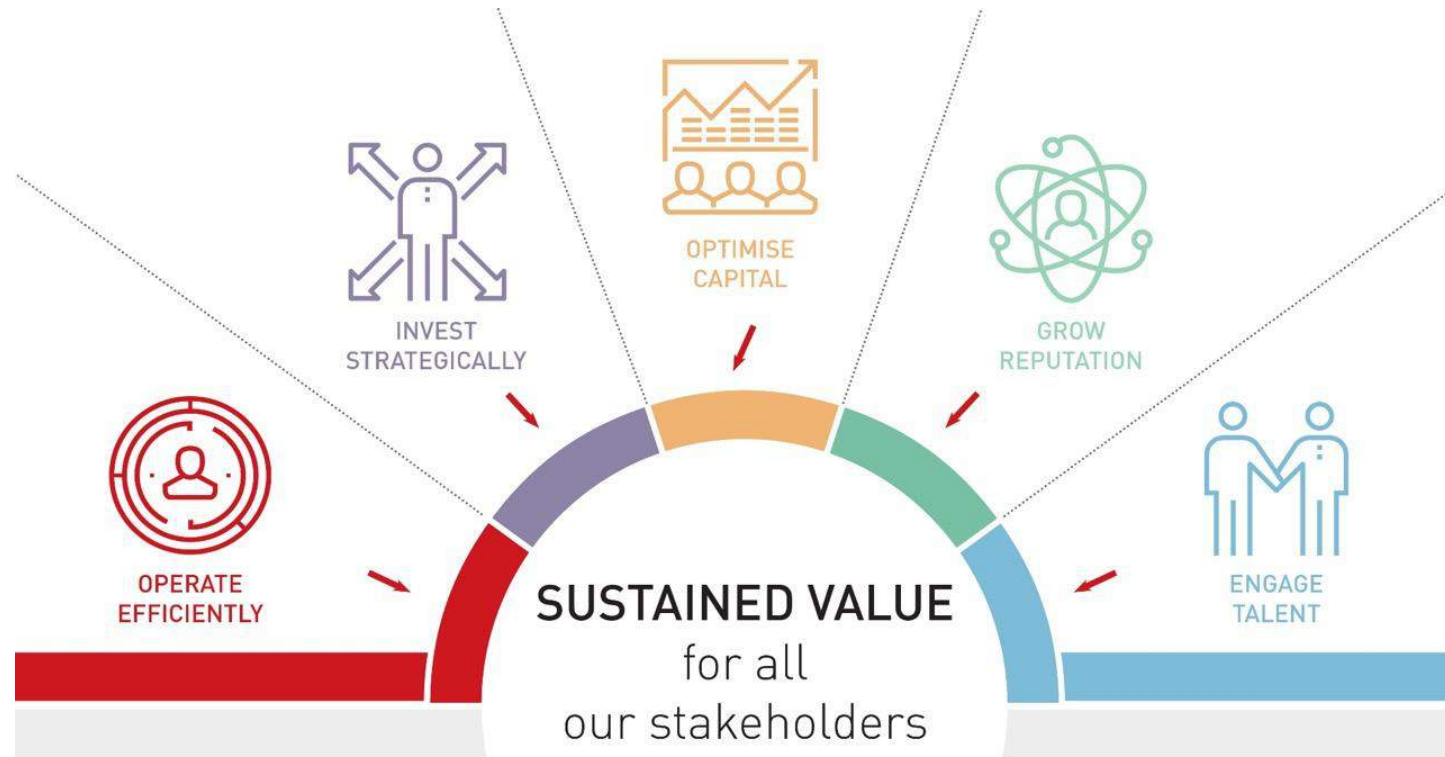 OPTIMISE
CAPITAL
INVEST
STRATEGICALLY
GROW
REPUTATION
OPERATE
EFFICIENTLY
ENGAGE
TALENT
SUSTAINED VALUE
for all
our stakeholders